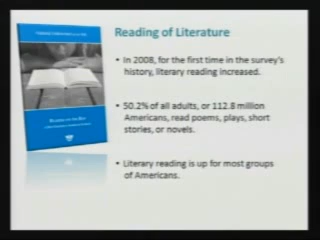 Reading of Literature
• In 2008, for the first time in the survey's
history, literary reading increased.
• 50.2% of all adults, or 112.8 million
Americans, read poems, plays, short
stories, or novels.
• Literary reading is up for most groups
of Americans.